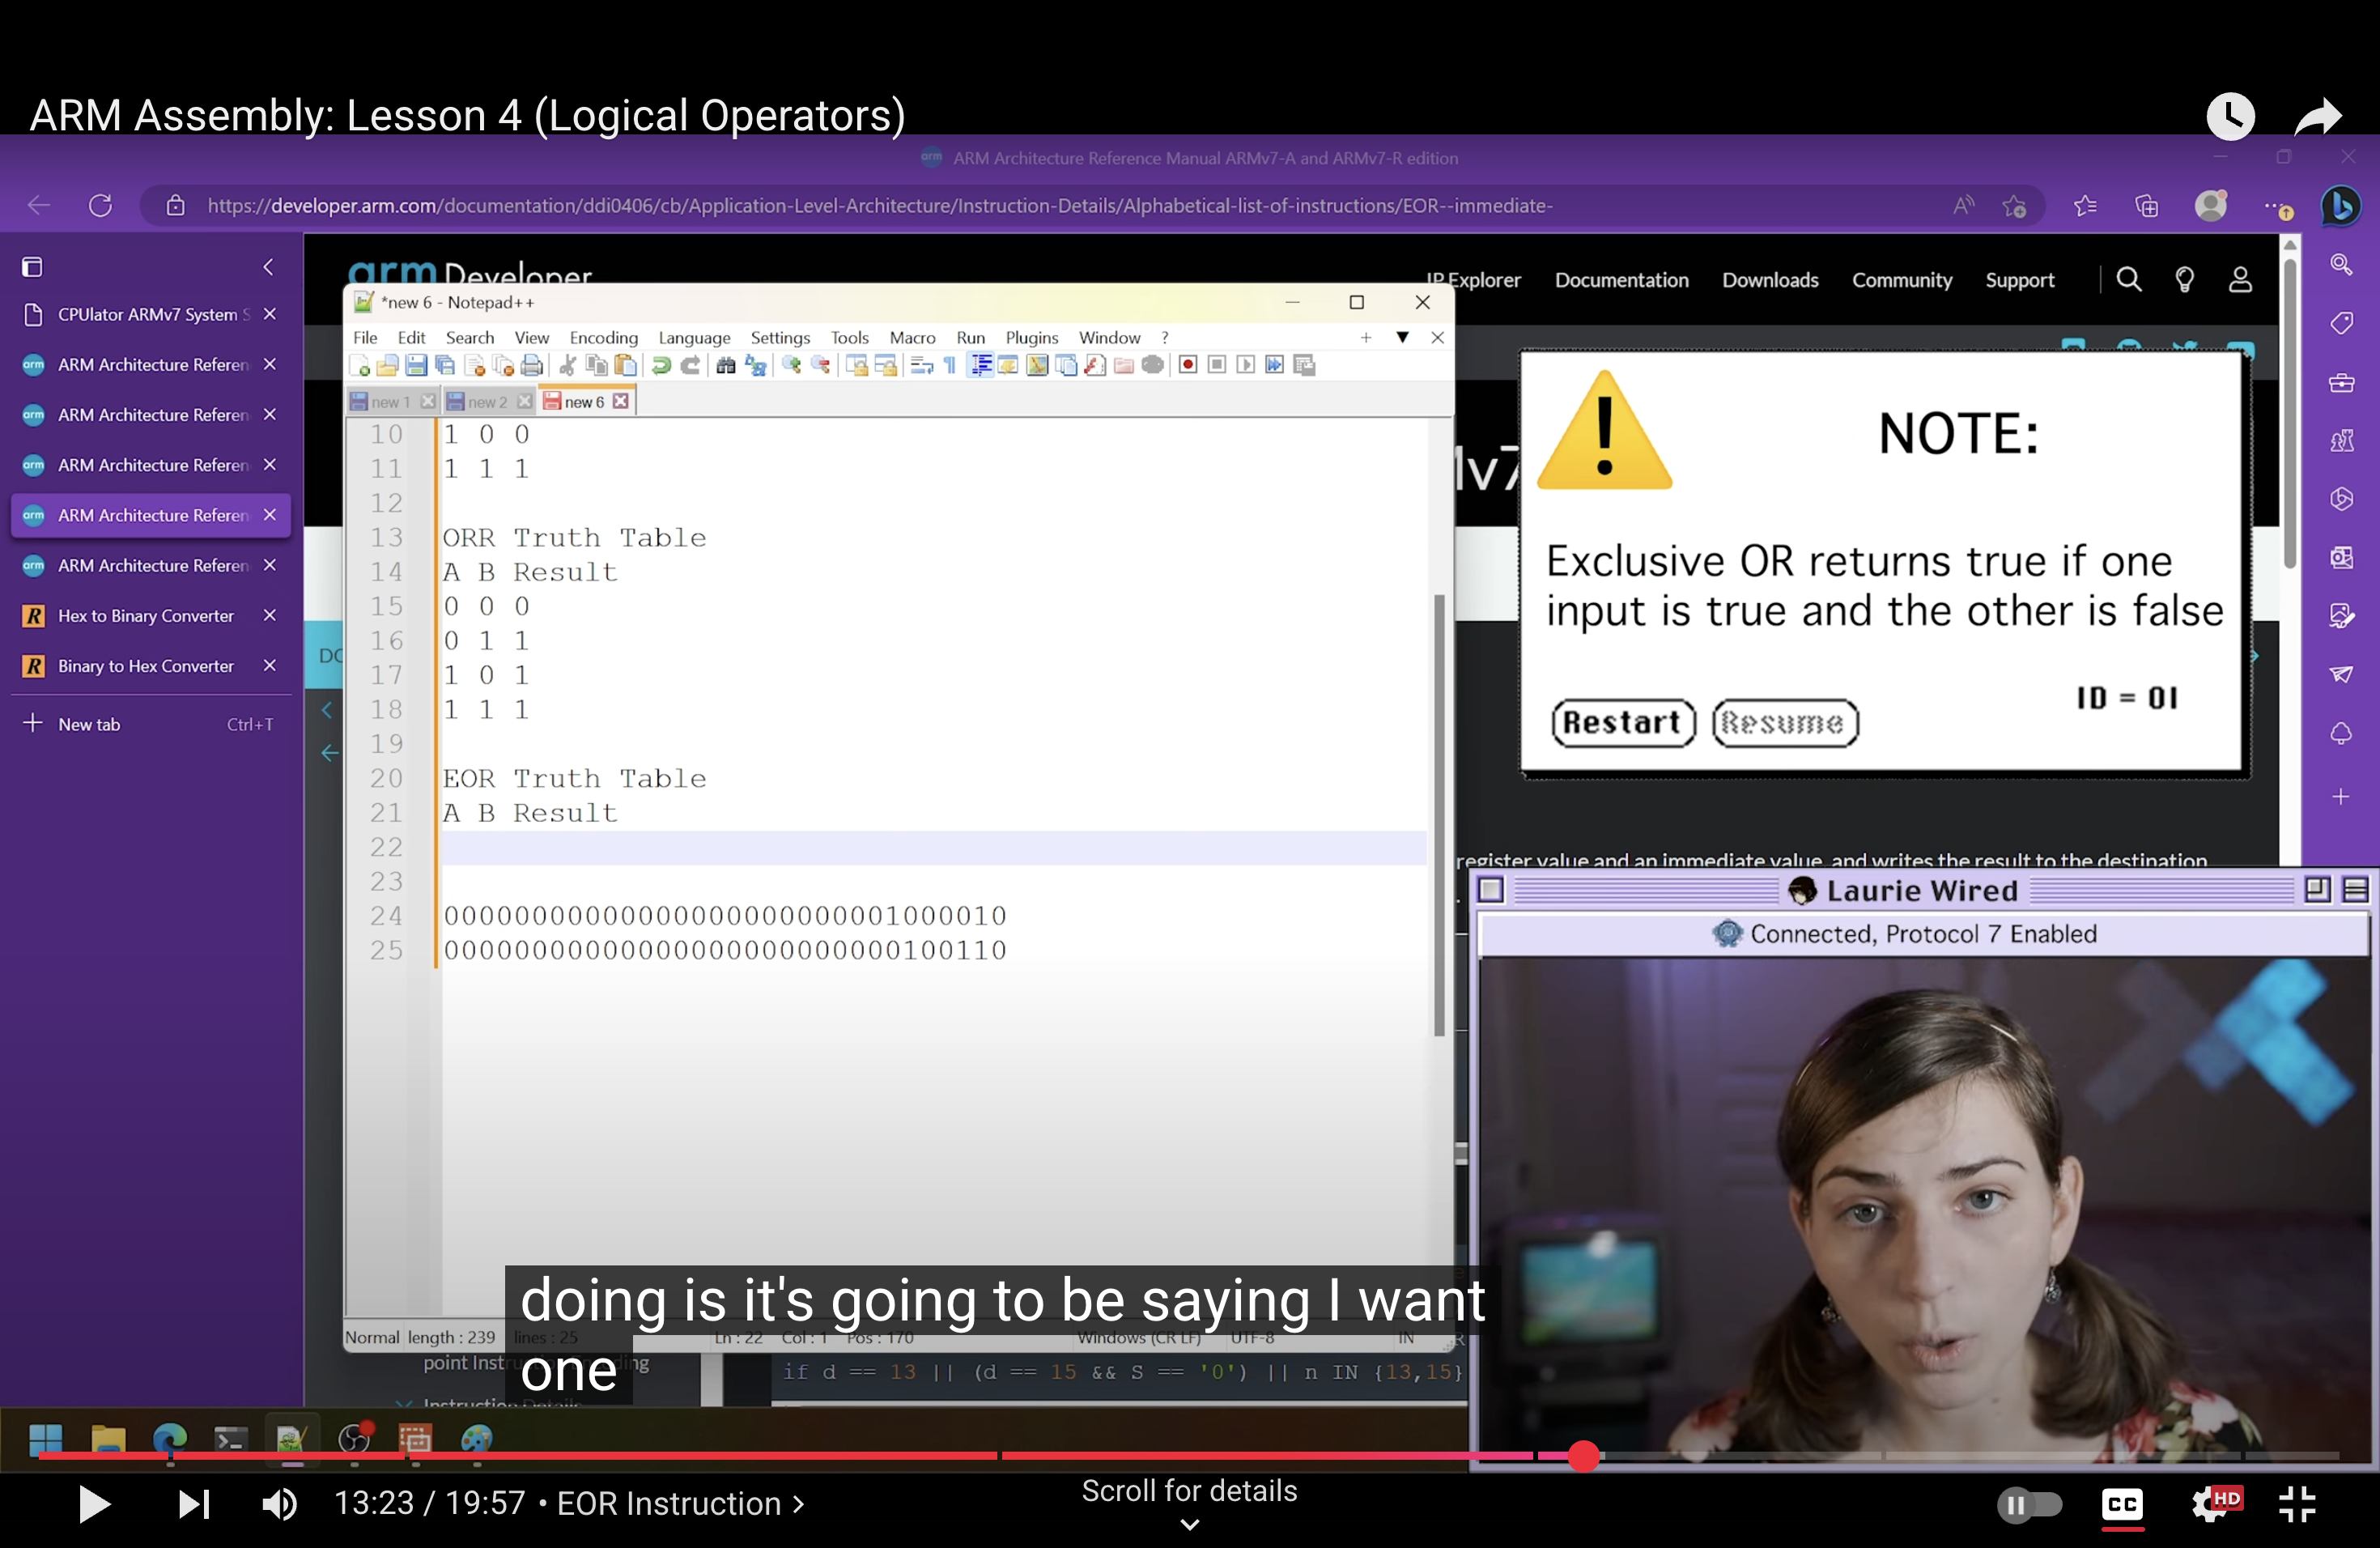 ARM Assembly: Lesson 4 (Logical Operators)
ARM Architecture Reference Manual ARMv7-A and ARMv7-R edition
https://developer.arm.com/documentation/ddi0406/cb/Application-Level-Architecture/Instruction-Details/Alphabetical-list-of-instructions/EOR--immediate-
CPUlator ARMv7 System S
ARM Architecture Referen
ARM Architecture Referen
ARM Architecture Referen
ARM Architecture Referen
ARM Architecture Referen
Hex to Binary Converter
Binary to Hex Converter
New tab Ctrl+T
arm Developer
IP Explorer Documentation Downloads Community Support
*new 6 - Notepad++
File Edit Search View Encoding Language Settings Tools Macro Run Plugins Window ?
new 1 new 2 new 6
10 1 0 0
11 1 1 1
12
13 ORR Truth Table
14 A B Result
15 0 0 0
16 0 1 1
17 1 0 1
18 1 1 1
19
20 EOR Truth Table
21 A B Result
22
23
24 00000000000000000000000001000010
25 00000000000000000000000000100110
Normal length : 239 lines : 25 Ln : 22 Col : 1 Pos : 170 Windows (CR LF) UTF-8 IN
NOTE:
Exclusive OR returns true if one
input is true and the other is false
ID = 01
Restart Resume
register value and an immediate value, and writes the result to the destination
Laurie Wired
Connected, Protocol 7 Enabled
if d == 13 || (d == 15 && S == '0') || n IN {13,15}
Instruction Details
doing is it's going to be saying I want
one
13:23 / 19:57 • EOR Instruction >
Scroll for details
CC
HD